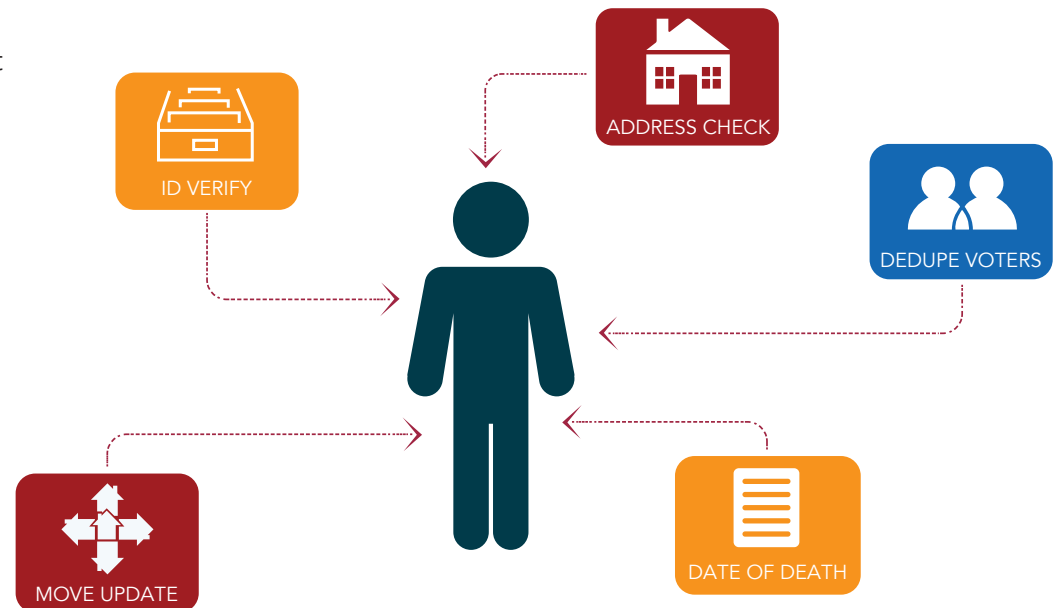 ADDRESS CHECK
ID VERIFY
DEDUPE VOTERS
DATE OF DEATH
MOVE UPDATE